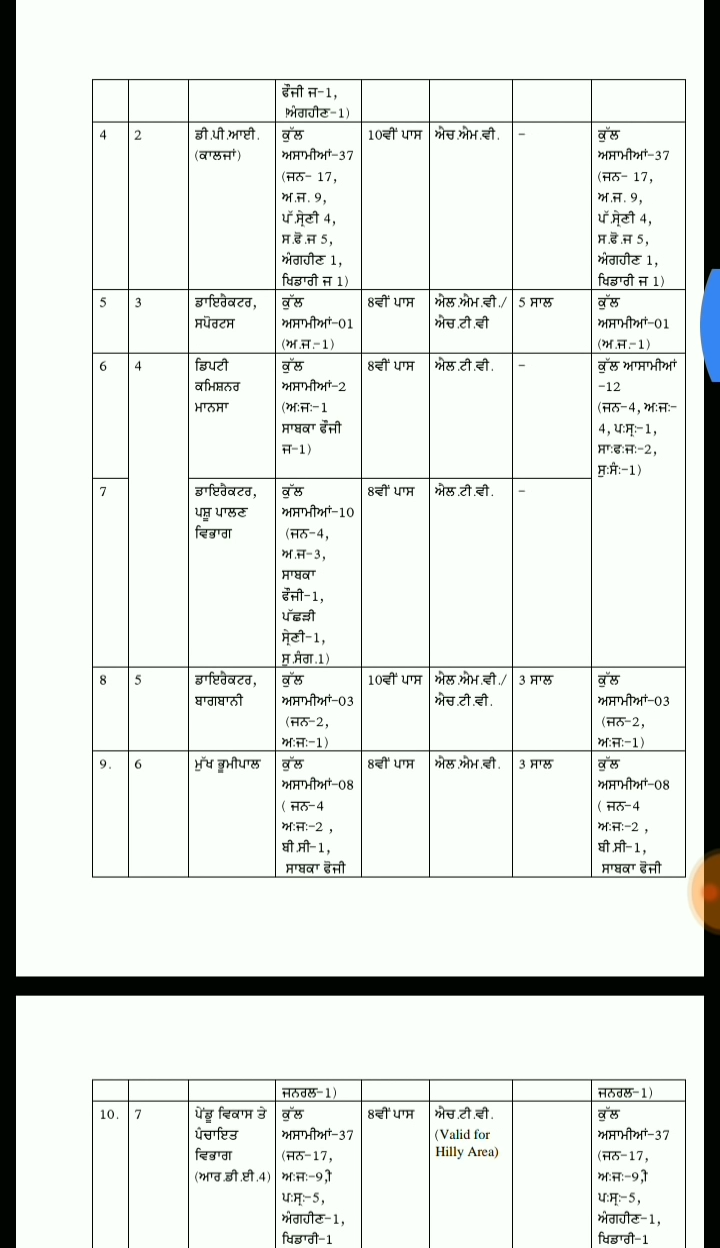 ਫੌਜੀ ਜ-1,
ਅੰਗਹੀਣ-1)
4 2 ਡੀ.ਪੀ.ਆਈ. ਕੁੱਲ 10ਵੀਂ ਪਾਸ ਐਚ.ਐਮ.ਵੀ. - ਕੁੱਲ
(ਕਾਲਜਾਂ) ਅਸਾਮੀਆਂ-37 ਅਸਾਮੀਆਂ-37
(ਜਨ- 17, (ਜਨ- 17,
ਅ.ਜ. 9, ਅ.ਜ. 9,
ਪੱ.ਸ੍ਰੇਣੀ 4, ਪੱ.ਸ੍ਰੇਣੀ 4,
ਸ.ਫੋ.ਜ 5, ਸ.ਫੋ.ਜ 5,
ਅੰਗਹੀਣ 1, ਅੰਗਹੀਣ 1,
ਖਿਡਾਰੀ ਜ 1) ਖਿਡਾਰੀ ਜ 1)
5 3 ਡਾਇਰੈਕਟਰ, ਕੁੱਲ 8ਵੀਂ ਪਾਸ ਐਲ.ਐਮ.ਵੀ./ 5 ਸਾਲ ਕੁੱਲ
ਸਪੋਰਟਸ ਅਸਾਮੀਆਂ-01 ਐਚ.ਟੀ.ਵੀ ਅਸਾਮੀਆਂ-01
(ਅ.ਜ.-1) (ਅ.ਜ.-1)
6 4 ਡਿਪਟੀ ਕੁੱਲ 8ਵੀਂ ਪਾਸ ਐਲ.ਟੀ.ਵੀ. - ਕੁੱਲ ਆਸਾਮੀਆਂ
ਕਮਿਸ਼ਨਰ ਅਸਾਮੀਆਂ-2 -12
ਮਾਨਸਾ (ਅ:ਜ:-1 (ਜਨ-4, ਅ:ਜ:-
ਸਾਬਕਾ ਫੌਜੀ 4, ਪ:ਸ੍ਰ:-1,
ਜ-1) ਸਾ:ਫ:ਜ:-2,
ਸੁ:ਸੰ:-1)
7 ਡਾਇਰੈਕਟਰ, ਕੁੱਲ 8ਵੀਂ ਪਾਸ ਐਲ.ਟੀ.ਵੀ. -
ਪਸ਼ੂ ਪਾਲਣ ਅਸਾਮੀਆਂ-10
ਵਿਭਾਗ (ਜਨ-4,
ਅ.ਜ-3,
ਸਾਬਕਾ
ਫੌਜੀ-1,
ਪੱਛੜੀ
ਸ੍ਰੇਣੀ-1,
ਸੁ.ਸੰਗ.1)
8 5 ਡਾਇਰੈਕਟਰ, ਕੁੱਲ 10ਵੀਂ ਪਾਸ ਐਲ.ਐਮ.ਵੀ./ 3 ਸਾਲ ਕੁੱਲ
ਬਾਗਬਾਨੀ ਅਸਾਮੀਆਂ-03 ਐਚ.ਟੀ.ਵੀ. ਅਸਾਮੀਆਂ-03
(ਜਨ-2, (ਜਨ-2,
ਅ:ਜ:-1) ਅ:ਜ:-1)
9. 6 ਮੁੱਖ ਭੂਮੀਪਾਲ ਕੁੱਲ 8ਵੀਂ ਪਾਸ ਐਲ.ਐਮ.ਵੀ. 3 ਸਾਲ ਕੁੱਲ
ਅਸਾਮੀਆਂ-08 ਅਸਾਮੀਆਂ-08
( ਜਨ-4 ( ਜਨ-4
ਅ:ਜ:-2 , ਅ:ਜ:-2 ,
ਬੀ.ਸੀ-1, ਬੀ.ਸੀ-1,
ਸਾਬਕਾ ਫੋਜੀ ਸਾਬਕਾ ਫੋਜੀ
ਜਨਰਲ-1) ਜਨਰਲ-1)
10. 7 ਪੇਂਡੂ ਵਿਕਾਸ ਤੇ ਕੁੱਲ 8ਵੀਂ ਪਾਸ ਐਚ.ਟੀ.ਵੀ. ਕੁੱਲ
ਪੰਚਾਇਤ ਅਸਾਮੀਆਂ-37 (Valid for ਅਸਾਮੀਆਂ-37
ਵਿਭਾਗ (ਜਨ-17, Hilly Area) (ਜਨ-17,
(ਆਰ.ਡੀ.ਈ.4) ਅ:ਜ:-9,ੀ ਅ:ਜ:-9,ੀ
ਪ:ਸ੍ਰ:-5, ਪ:ਸ੍ਰ:-5,
ਅੰਗਹੀਣ-1, ਅੰਗਹੀਣ-1,
ਖਿਡਾਰੀ-1 ਖਿਡਾਰੀ-1